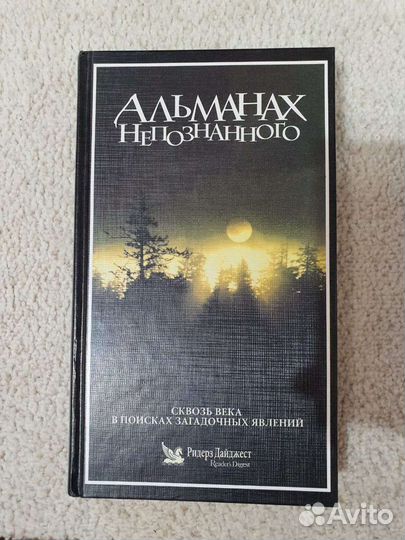 АЛЬМАНАХ
НЕПОЗНАННОГО
СКВОЗЬ ВЕКА
В ПОИСКАХ ЗАГАДОЧНЫХ ЯВЛЕНИЙ
Ридерз Дайджест
Reader's Digest
Avito